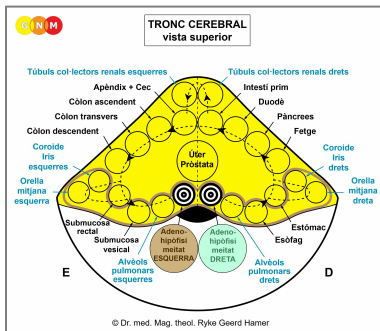 GNM
TRONC CEREBRAL
vista superior
Túbuls col·lectors renals esquerres
Túbuls col·lectors renals drets
Apèndix + Cec
Intestí prim
Còlon ascendent
Duodè
Còlon transvers
Pàncrees
Còlon descendent
Fetge
Coroide
Iris
esquerres
Coroide
Iris
drets
Úter
Pròstata
Orella
mitjana
esquerra
Orella
mitjana
dreta
Submucosa
rectal
Submucosa
vesical
Estómac
Esòfag
Adeno-
hipòfisi
meitat
ESQUERRA
Adeno-
hipòfisi
meitat
DRETA
Alvèols
pulmonars
esquerres
Alvèols
pulmonars
drets
E
D
© Dr. med. Mag. theol. Ryke Geerd Hamer